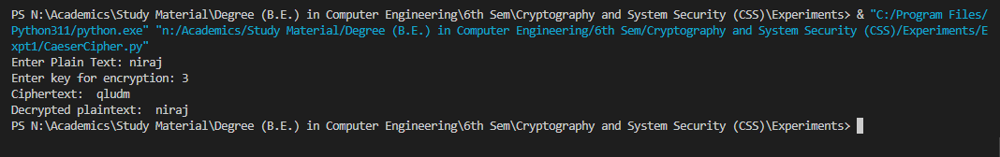 PS N:\Academics\Study Material\Degree (B.E.) in Computer Engineering\6th Sem\Cryptography and System Security (CSS)\Experiments> & "C:/Program Files/
Python311/python.exe" "n:/Academics/Study Material/Degree (B.E.) in Computer Engineering/6th Sem/Cryptography and System Security (CSS)/Experiments/E
xpt1/CaeserCipher.py"
Enter Plain Text: niraj
Enter key for encryption: 3
Ciphertext:  qludm
Decrypted plaintext:  niraj
PS N:\Academics\Study Material\Degree (B.E.) in Computer Engineering\6th Sem\Cryptography and System Security (CSS)\Experiments>